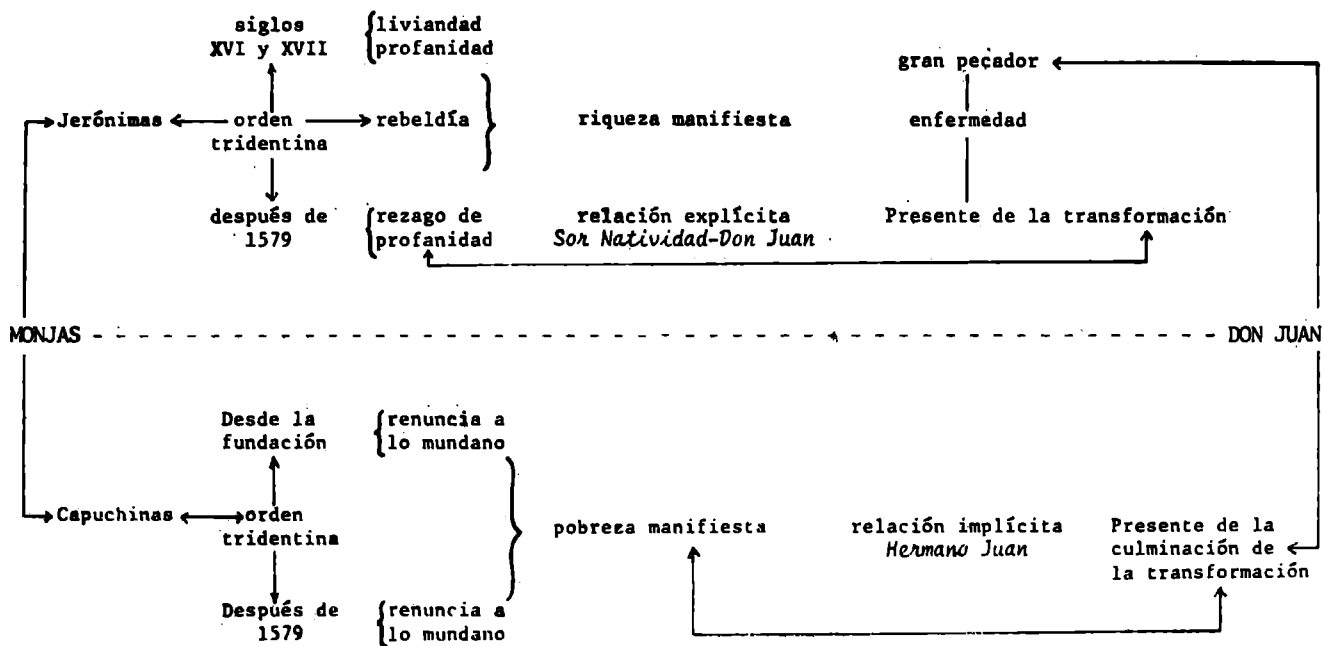 siglos
XVI y XVII
liviandad
profanidad
gran pecador
Jerónimas
orden
tridentina
rebeldía
riqueza manifiesta
enfermedad
después de
1579
rezago de
profanidad
relación explícita
Sor Natividad-Don Juan
Presente de la transformación
MONJAS
DON JUAN
Desde la
fundación
renuncia a
lo mundano
Capuchinas
orden
tridentina
pobreza manifiesta
relación implícita
Hermano Juan
Presente de la
culminación de
la transformación
Después de
1579
renuncia a
lo mundano